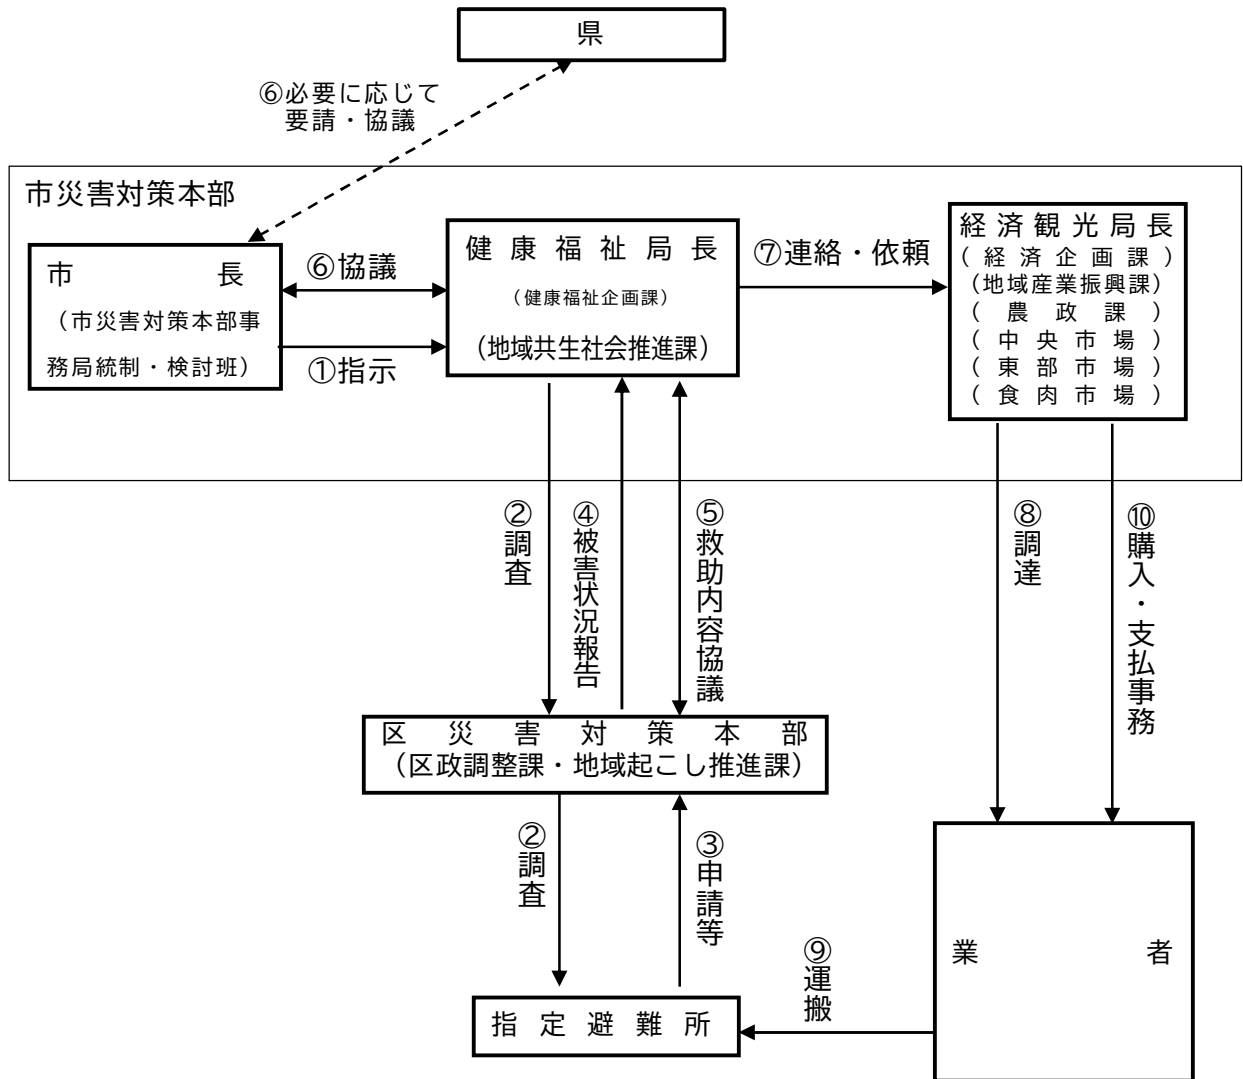 県
⑥必要に応じて
要請・協議
市災害対策本部
市長
（市災害対策本部事
務局統制・検討班）
⑥協議
①指示
健康福祉局長
（健康福祉企画課）
（地域共生社会推進課）
⑦連絡・依頼
経済観光局長
（経済企画課）
（地域産業振興課）
（農政課）
（中央市場）
（東部市場）
（食肉市場）
②調査
④被害状況報告
⑤救助内容協議
⑧調達
⑩購入・支払事務
区災害対策本部
（区政調整課・地域起こし推進課）
②調査
③申請等
⑨運搬
業者
指定避難所